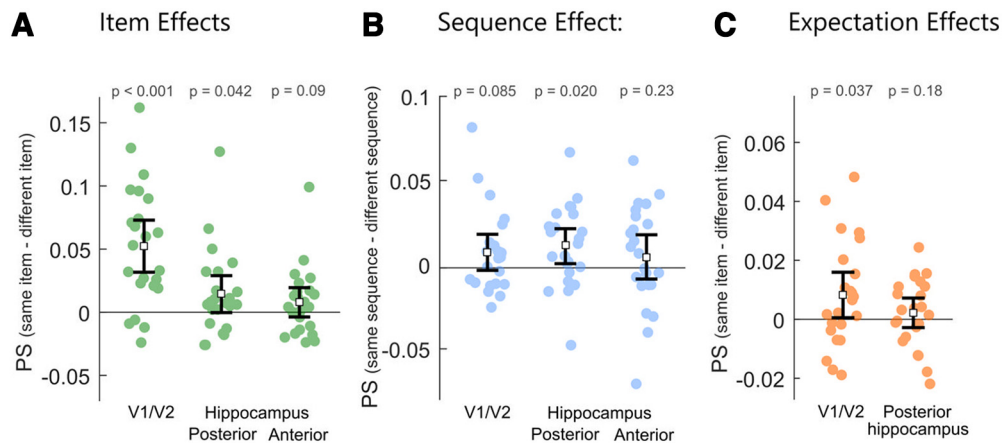 A Item Effects
p < 0.001 p = 0.042 p = 0.09
PS (same item - different item)
0.15
0.1
0.05
0
-0.05
V1/V2 Hippocampus
Posterior Anterior
B Sequence Effect:
p = 0.085 p = 0.020 p = 0.23
PS (same sequence - different sequence)
0.1
0.05
0
-0.05
V1/V2 Hippocampus
Posterior Anterior
C Expectation Effects
p = 0.037 p = 0.18
PS (same item - different item)
0.06
0.04
0.02
0
-0.02
V1/V2 Posterior
hippocampus